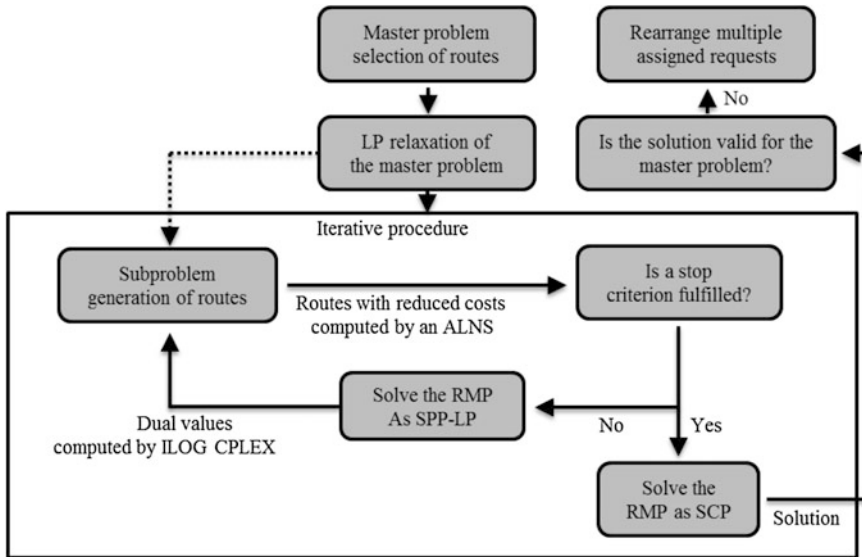 Master problem
selection of routes
Rearrange multiple
assigned requests
No
LP relaxation of
the master problem
Is the solution valid for the
master problem?
Iterative procedure
Subproblem
generation of routes
Is a stop
criterion fulfilled?
Routes with reduced costs
computed by an ALNS
Solve the RMP
As SPP-LP
Dual values
computed by ILOG CPLEX
No
Yes
Solve the
RMP as SCP
Solution